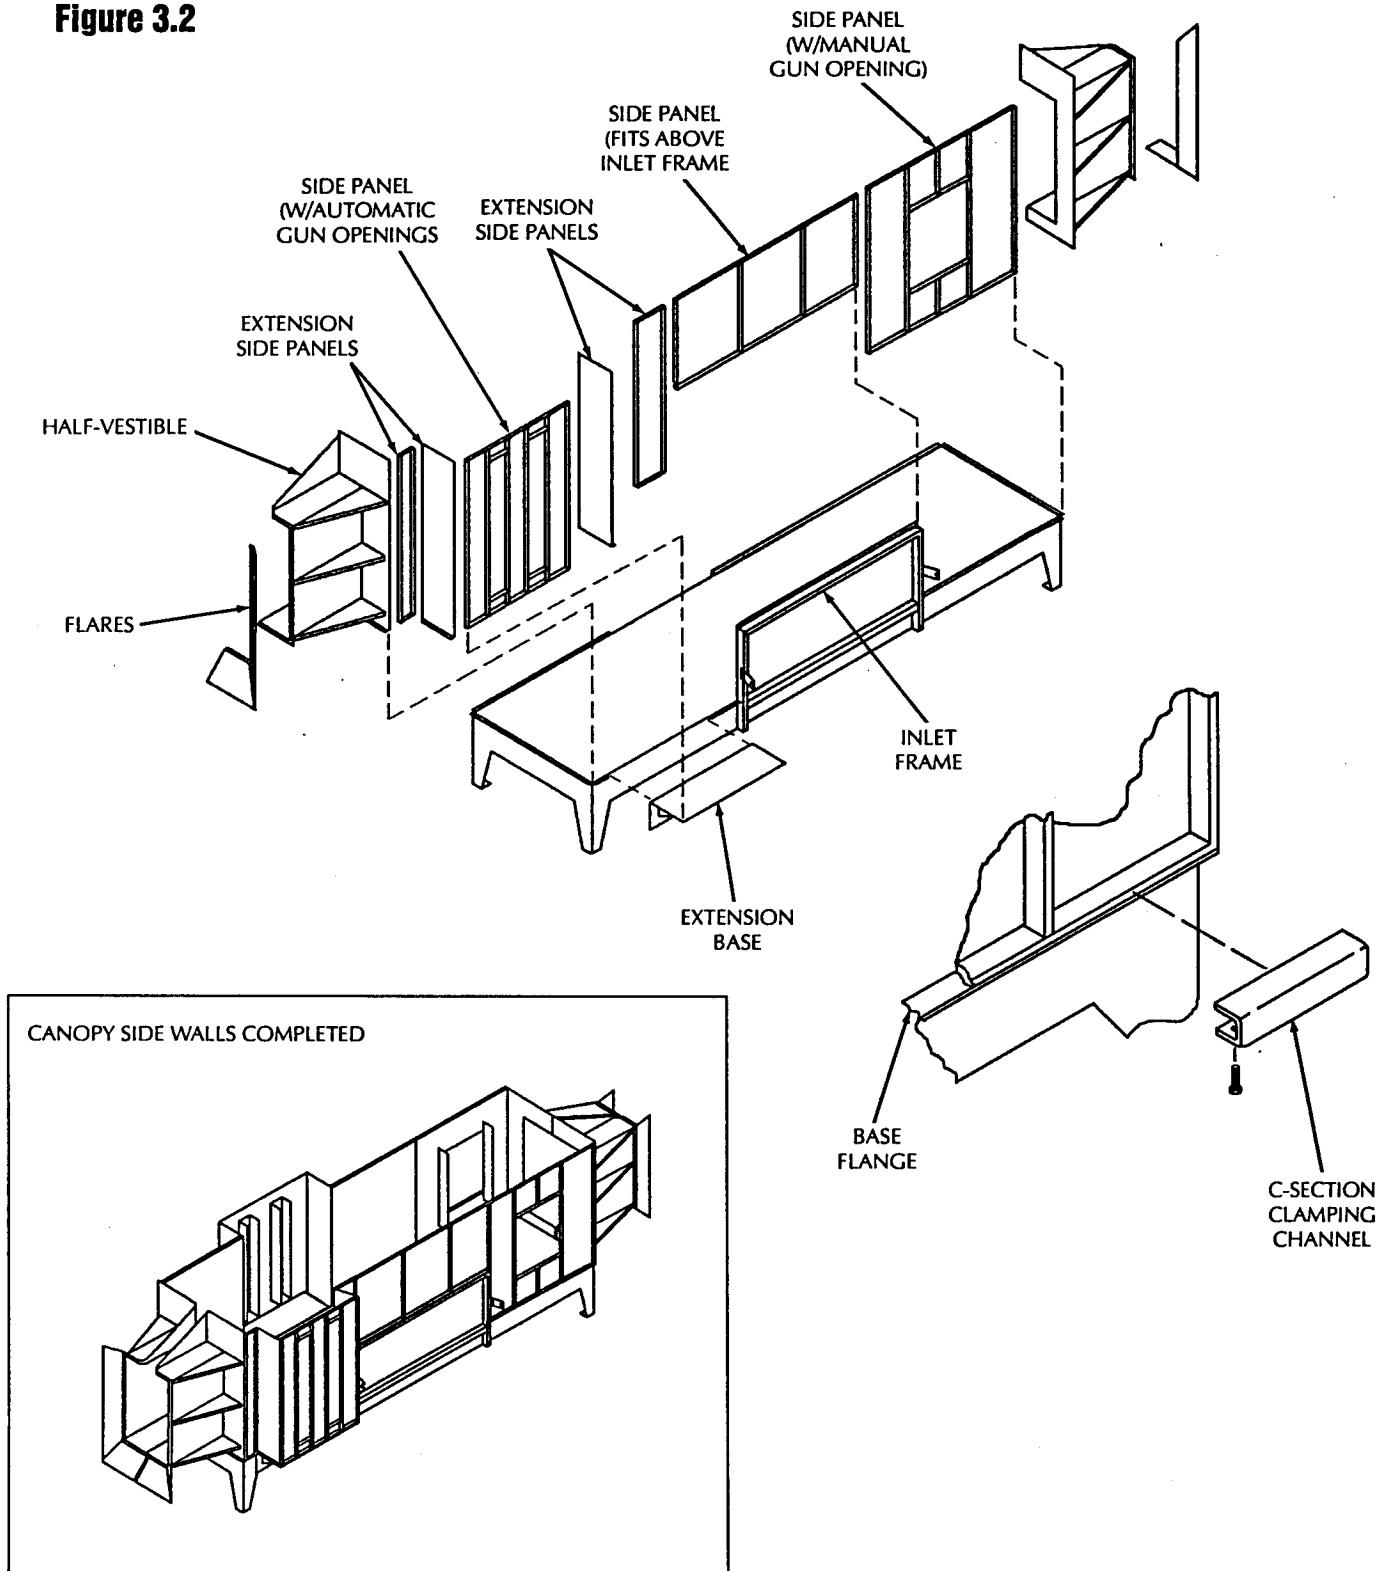 Figure 3.2
SIDE PANEL
(W/MANUAL
GUN OPENING)
SIDE PANEL
(FITS ABOVE
INLET FRAME
SIDE PANEL
(W/AUTOMATIC
GUN OPENINGS
EXTENSION
SIDE PANELS
EXTENSION
SIDE PANELS
HALF-VESTIBLE
FLARES
INLET
FRAME
EXTENSION
BASE
BASE
FLANGE
C-SECTION
CLAMPING
CHANNEL
CANOPY SIDE WALLS COMPLETED